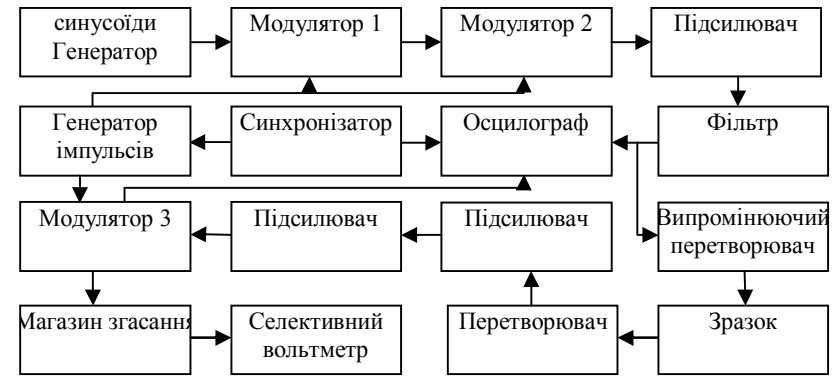 синусоїди
Генератор
Модулятор 1
Модулятор 2
Підсилювач
Генератор
імпульсів
Синхронізатор
Осцилограф
Фільтр
Модулятор 3
Підсилювач
Підсилювач
Випромінюючий
перетворювач
Магазин згасання
Селективний
вольтметр
Перетворювач
Зразок